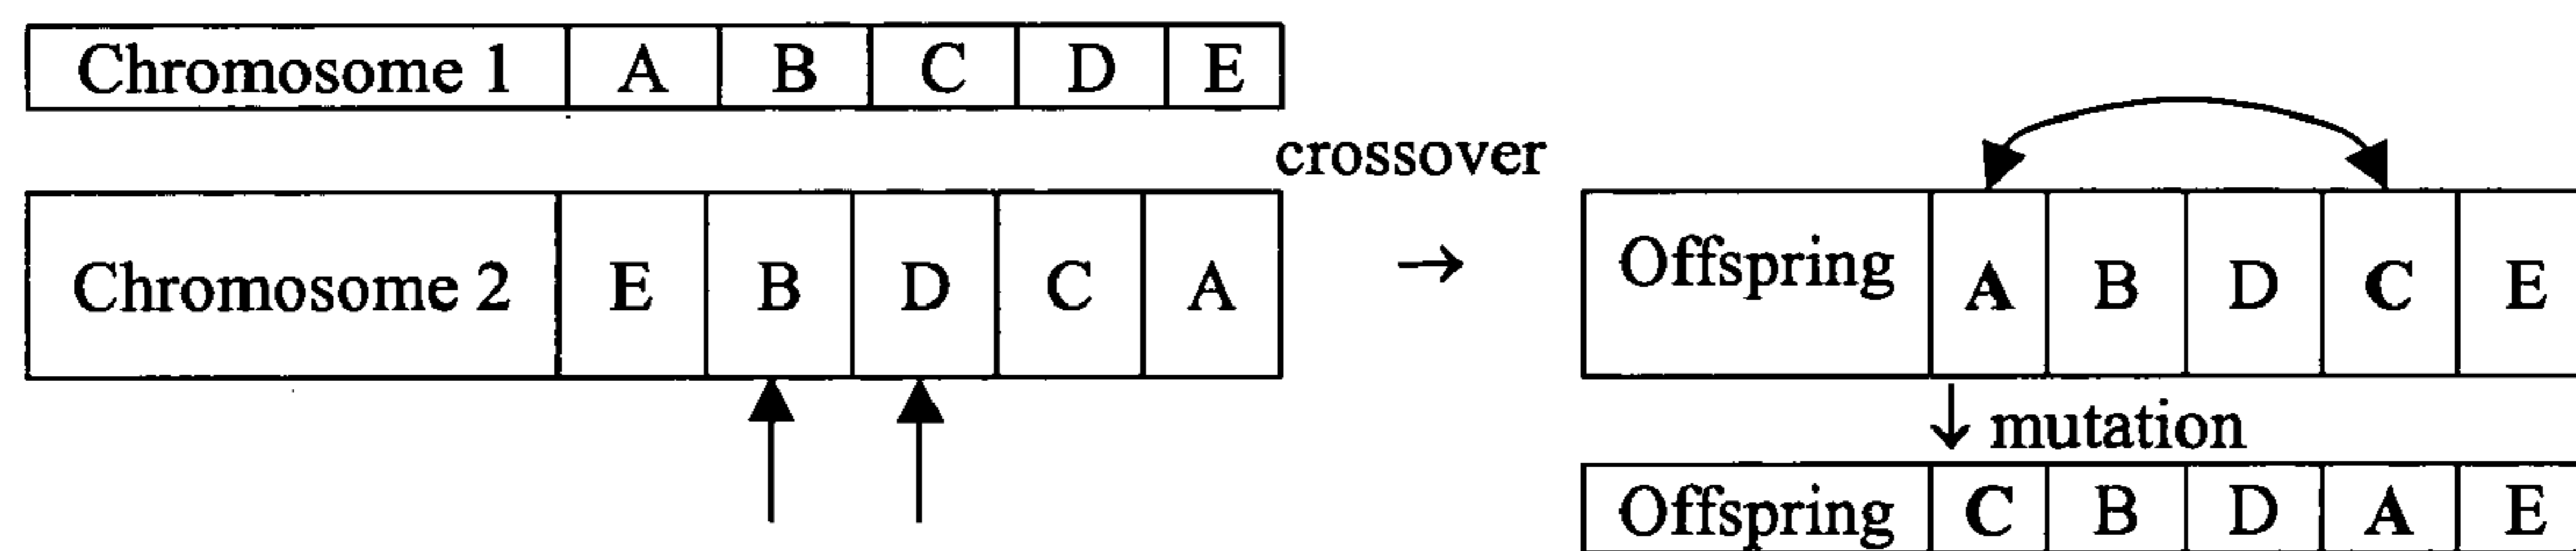 Chromosome 1 A B C D E
crossover
Chromosome 2 E B D C A → Offspring A B D C E
↓ mutation
Offspring C B D A E